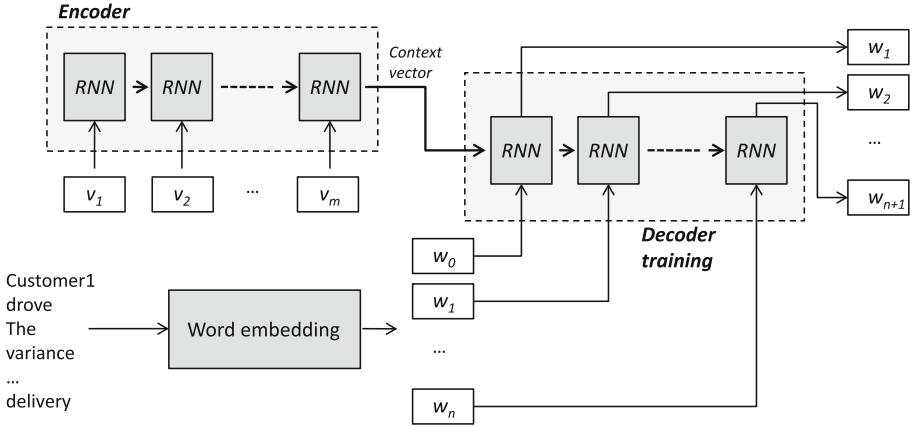 Encoder
RNN
RNN
RNN
v1
v2
...
vm
Context
vector
RNN
RNN
RNN
w1
w2
...
wn+1
Decoder
training
w0
w1
...
wn
Customer1
drove
The
variance
...
delivery
Word embedding